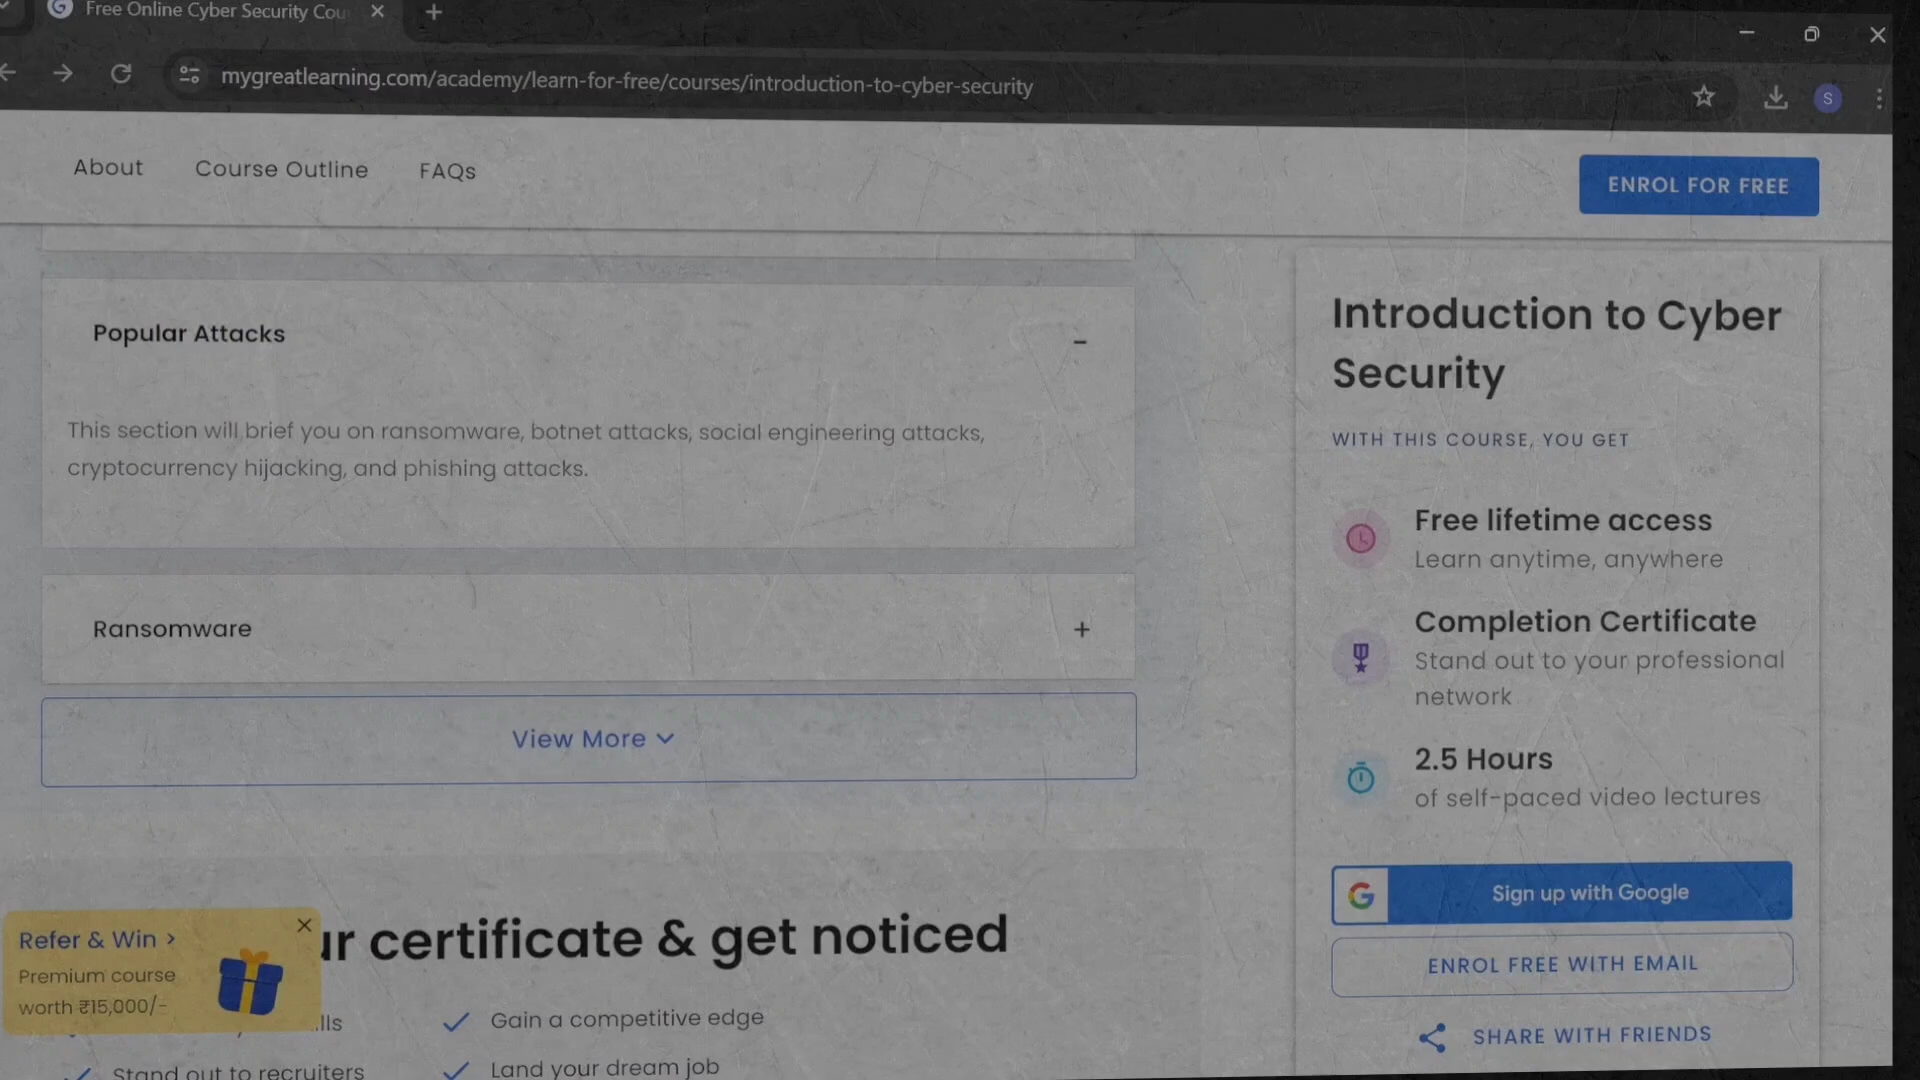 Free Online Cyber Security Cou
mygreatlearning.com/academy/learn-for-free/courses/introduction-to-cyber-security
S
About Course Outline FAQs
ENROL FOR FREE
Popular Attacks
This section will brief you on ransomware, botnet attacks, social engineering attacks,
cryptocurrency hijacking, and phishing attacks.
Ransomware
View More
ur certificate & get noticed
lls
Gain a competitive edge
Stand out to recruiters
Land your dream job
Refer & Win >
Premium course
worth ₹15,000/-
Introduction to Cyber
Security
WITH THIS COURSE, YOU GET
Free lifetime access
Learn anytime, anywhere
Completion Certificate
Stand out to your professional
network
2.5 Hours
of self-paced video lectures
Sign up with Google
ENROL FREE WITH EMAIL
SHARE WITH FRIENDS